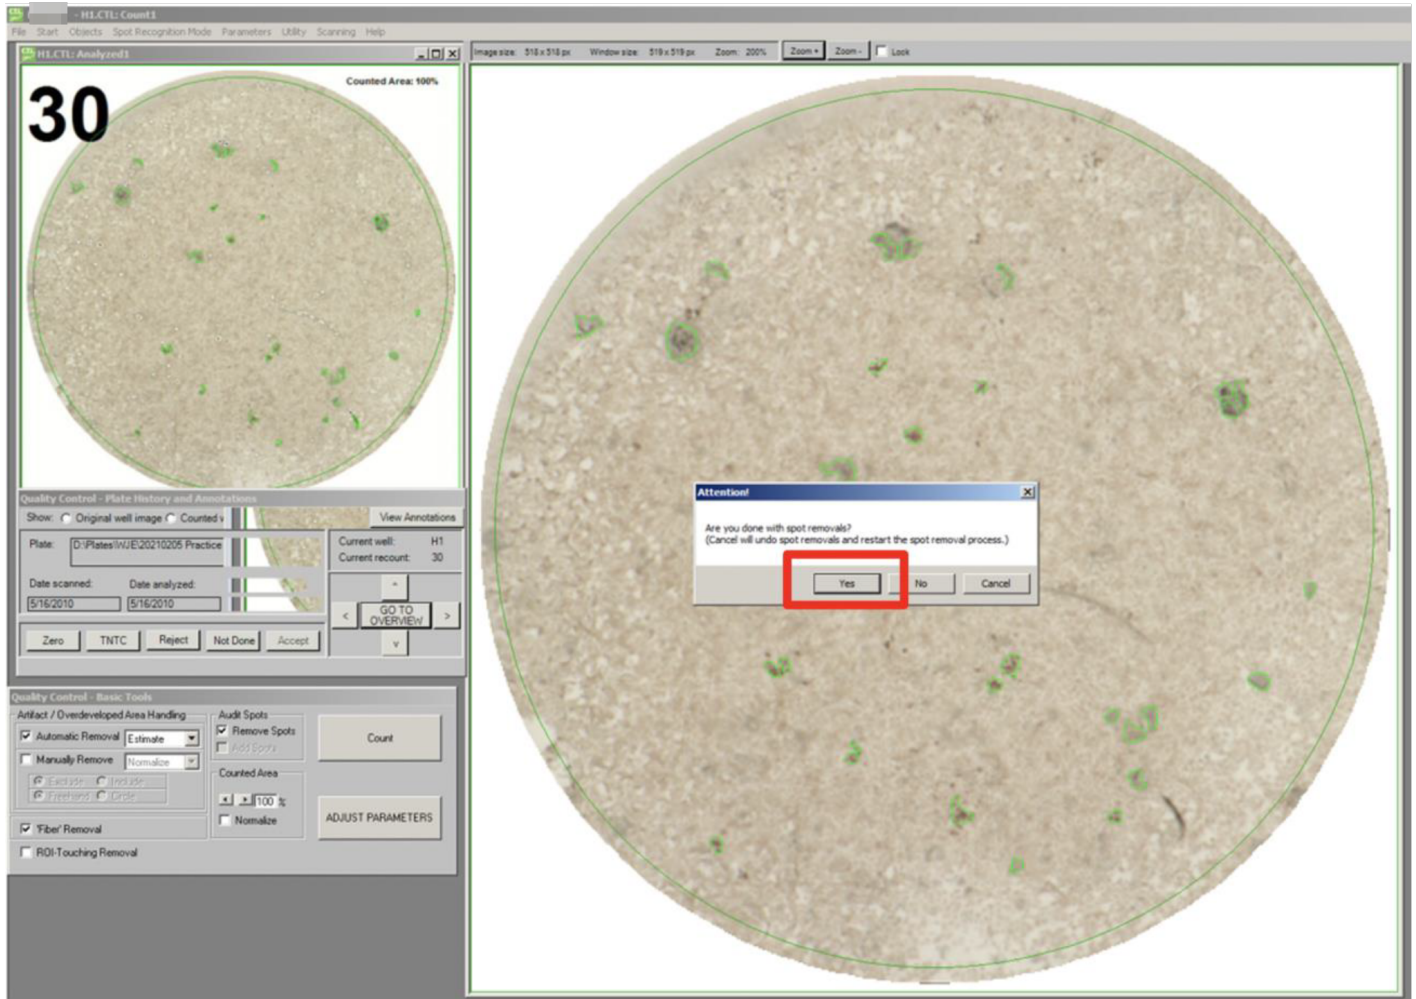 - H1.CTL: Count1
File Start Objects Spot Recognition Mode Parameters Utility Scanning Help
H1.CTL: Analyzed1
Image size: 518 x 518 px Window size: 519 x 519 px Zoom: 200% Zoom + Zoom - Lock
30
Counted Area: 100%
Attention!
Are you done with spot removals?
(Cancel will undo spot removals and restart the spot removal process.)
Yes No Cancel
Quality Control - Plate History and Annotations
Show: Original well image Counted View Annotations
Plate: D:\Plates\WJE\20210205 Practice
Current well: H1
Current recount: 30
Date scanned: Date analyzed:
5/16/2010 5/16/2010
^
< GO TO OVERVIEW >
v
Zero TNTC Reject Not Done Accept
Quality Control - Basic Tools
Artifact / Overdeveloped Area Handling
Automatic Removal Estimate
Manually Remove Normalize
Exclude Include
Freehand Circle
'Fiber' Removal
ROI-Touching Removal
Audit Spots
Remove Spots
Add Spots
Counted Area
100 %
Normalize
Count
ADJUST PARAMETERS